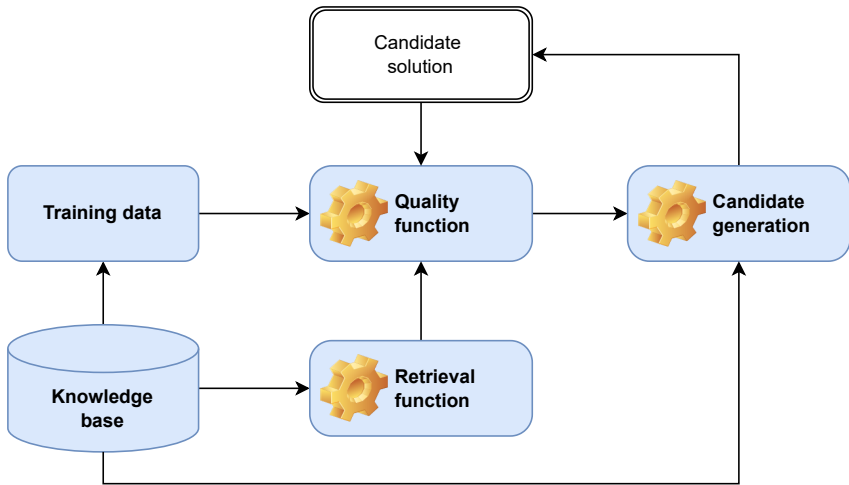 Candidate
solution
Training data
Quality
function
Candidate
generation
Knowledge
base
Retrieval
function